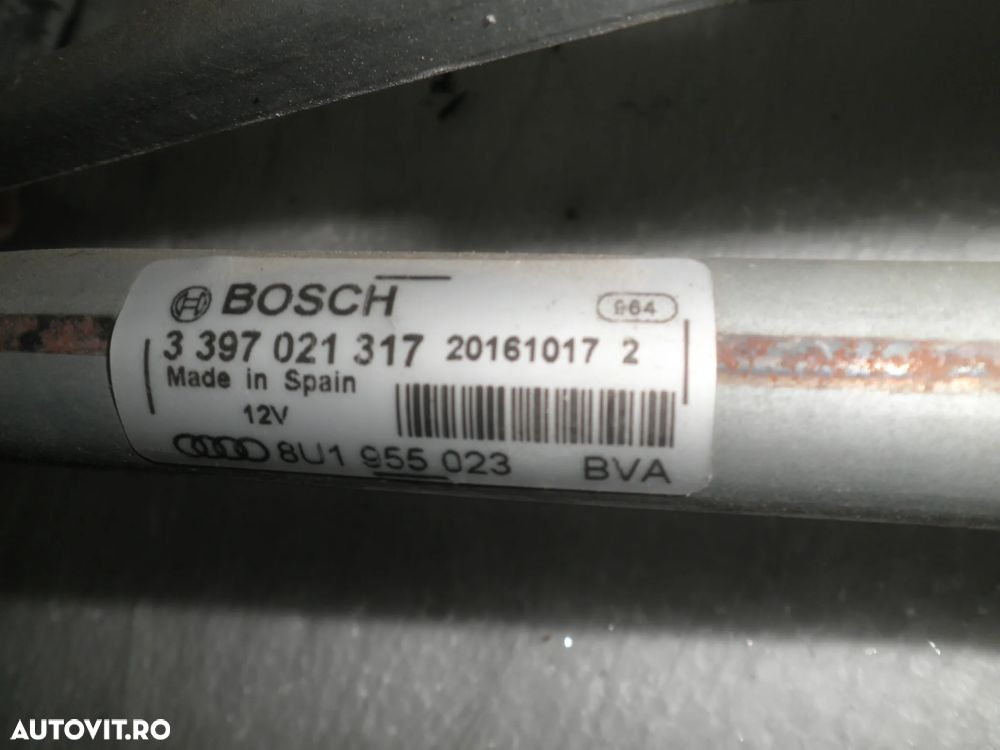 BOSCH 964
3 397 021 317 20161017 2
Made in Spain
12V
8U1 955 023 BVA
AUTOVIT.RO